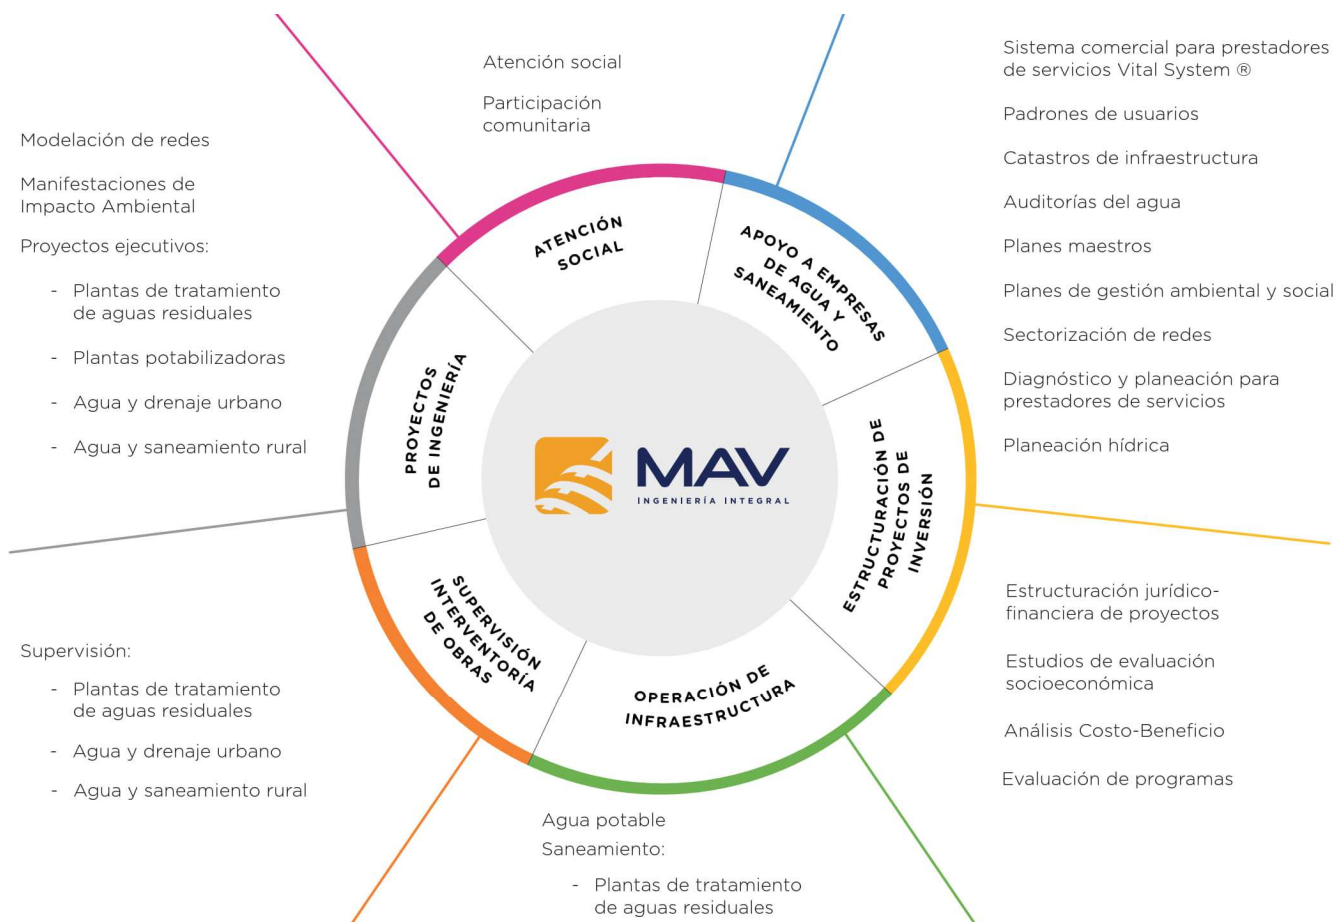 Atención social
Participación
comunitaria
Sistema comercial para prestadores
de servicios Vital System ®
Padrones de usuarios
Catastros de infraestructura
Auditorías del agua
Planes maestros
Planes de gestión ambiental y social
Sectorización de redes
Diagnóstico y planeación para
prestadores de servicios
Planeación hídrica
Modelación de redes
Manifestaciones de
Impacto Ambiental
Proyectos ejecutivos:
- Plantas de tratamiento
de aguas residuales
- Plantas potabilizadoras
- Agua y drenaje urbano
- Agua y saneamiento rural
ATENCIÓN
SOCIAL
APOYO A EMPRESAS
DE AGUA Y
SANEAMIENTO
PROYECTOS
DE INGENIERÍA
MAV
INGENIERÍA INTEGRAL
ESTRUCTURACIÓN DE
PROYECTOS DE
INVERSIÓN
SUPERVISIÓN
INTERVENTORÍA
DE OBRAS
OPERACIÓN DE
INFRAESTRUCTURA
Estructuración jurídico-
financiera de proyectos
Estudios de evaluación
socioeconómica
Análisis Costo-Beneficio
Evaluación de programas
Supervisión:
- Plantas de tratamiento
de aguas residuales
- Agua y drenaje urbano
- Agua y saneamiento rural
Agua potable
Saneamiento:
- Plantas de tratamiento
de aguas residuales